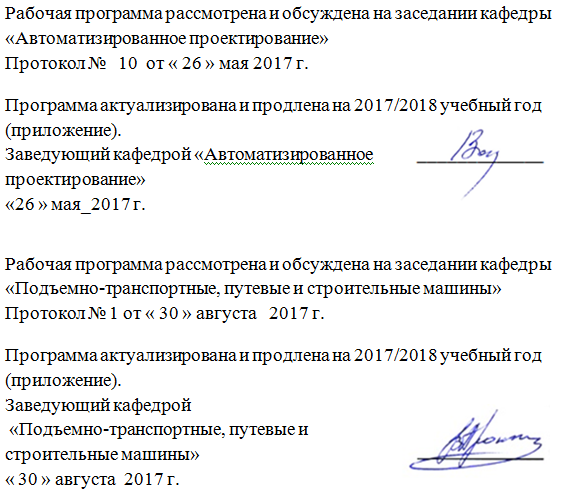 Рабочая программа рассмотрена и обсуждена на заседании кафедры
«Автоматизированное проектирование»
Протокол № 10 от « 26 » мая 2017 г.
Программа актуализирована и продлена на 2017/2018 учебный год
(приложение).
Заведующий кафедрой «Автоматизированное
проектирование»
«26 » мая_2017 г.
Рабочая программа рассмотрена и обсуждена на заседании кафедры
«Подъемно-транспортные, путевые и строительные машины»
Протокол № 1 от « 30 » августа 2017 г.
Программа актуализирована и продлена на 2017/2018 учебный год
(приложение).
Заведующий кафедрой
«Подъемно-транспортные, путевые и
строительные машины»
« 30 » августа 2017 г.